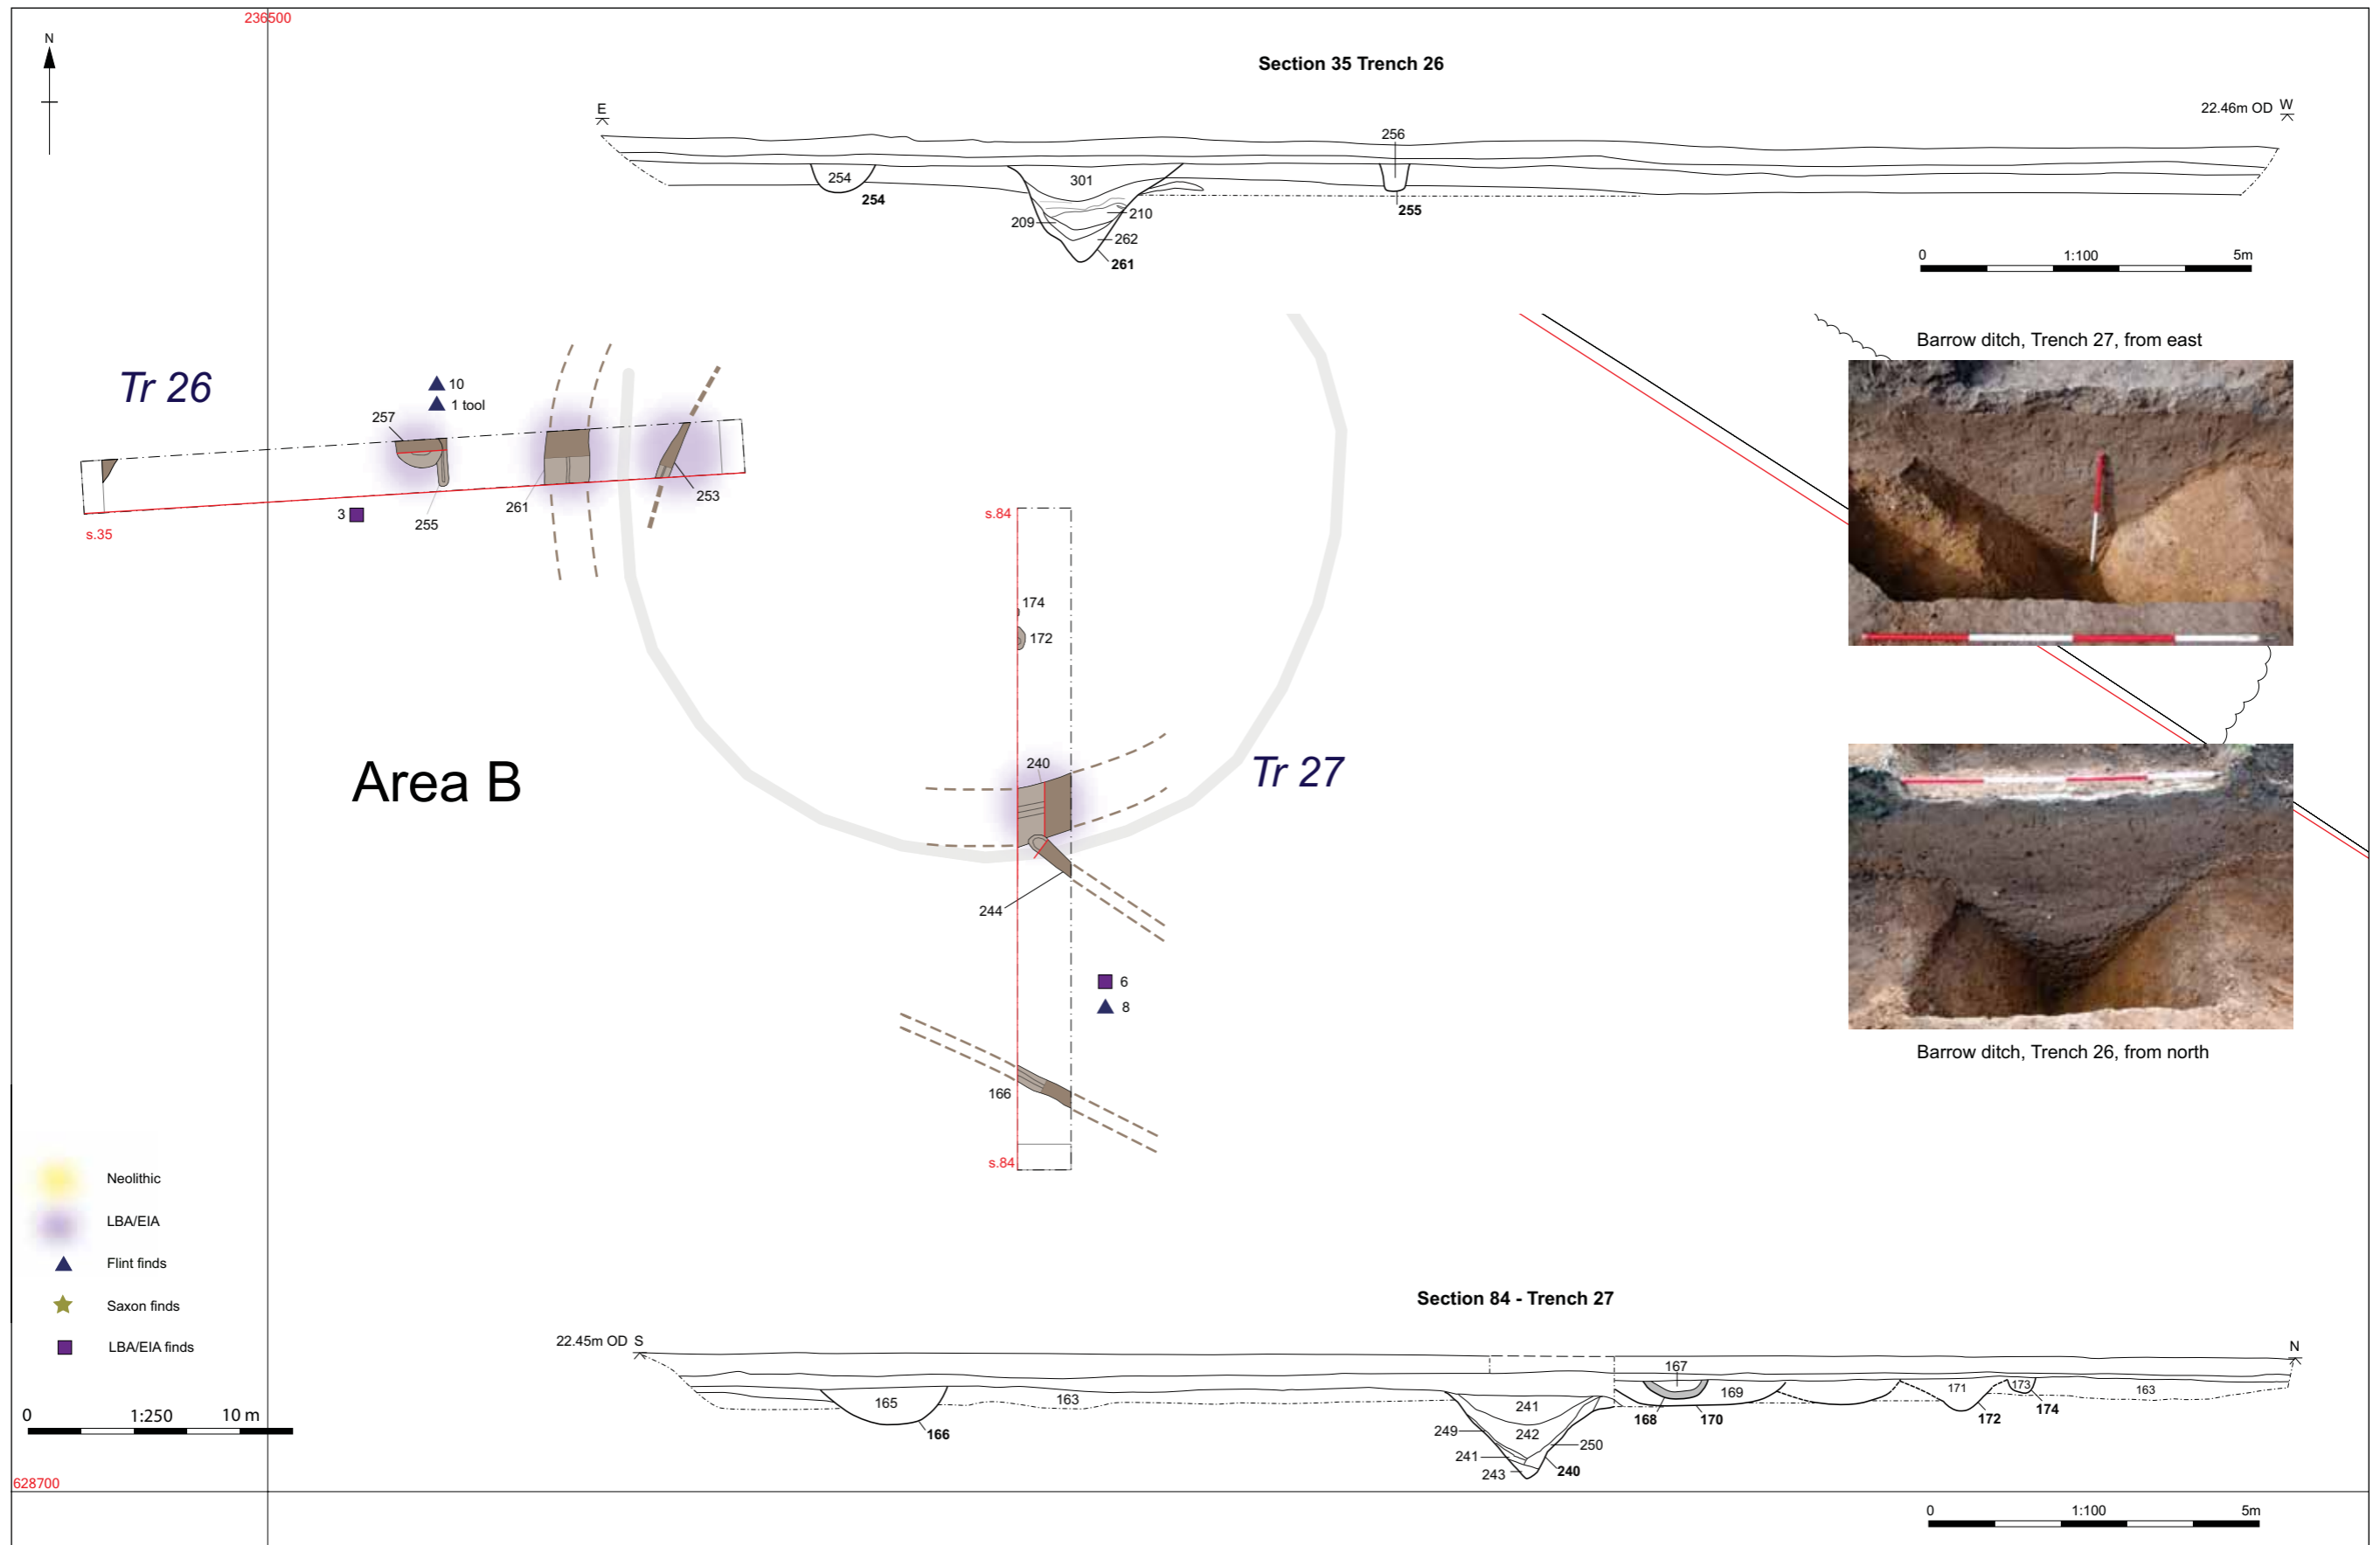 236500
N
Section 35 Trench 26
E
22.46m OD W
256
254
301
254
210
255
209
262
261
0 1:100 5m
Barrow ditch, Trench 27, from east
Tr 26
10
1 tool
257
261
253
3
255
s.35
s.84
174
172
Area B
240
Tr 27
244
6
8
166
s.84
Barrow ditch, Trench 26, from north
Neolithic
LBA/EIA
Flint finds
Saxon finds
LBA/EIA finds
0 1:250 10 m
628700
Section 84 - Trench 27
22.45m OD S
N
167
165
163
241
169
171
173
163
166
249
242
168
170
172
174
241
250
243
240
0 1:100 5m